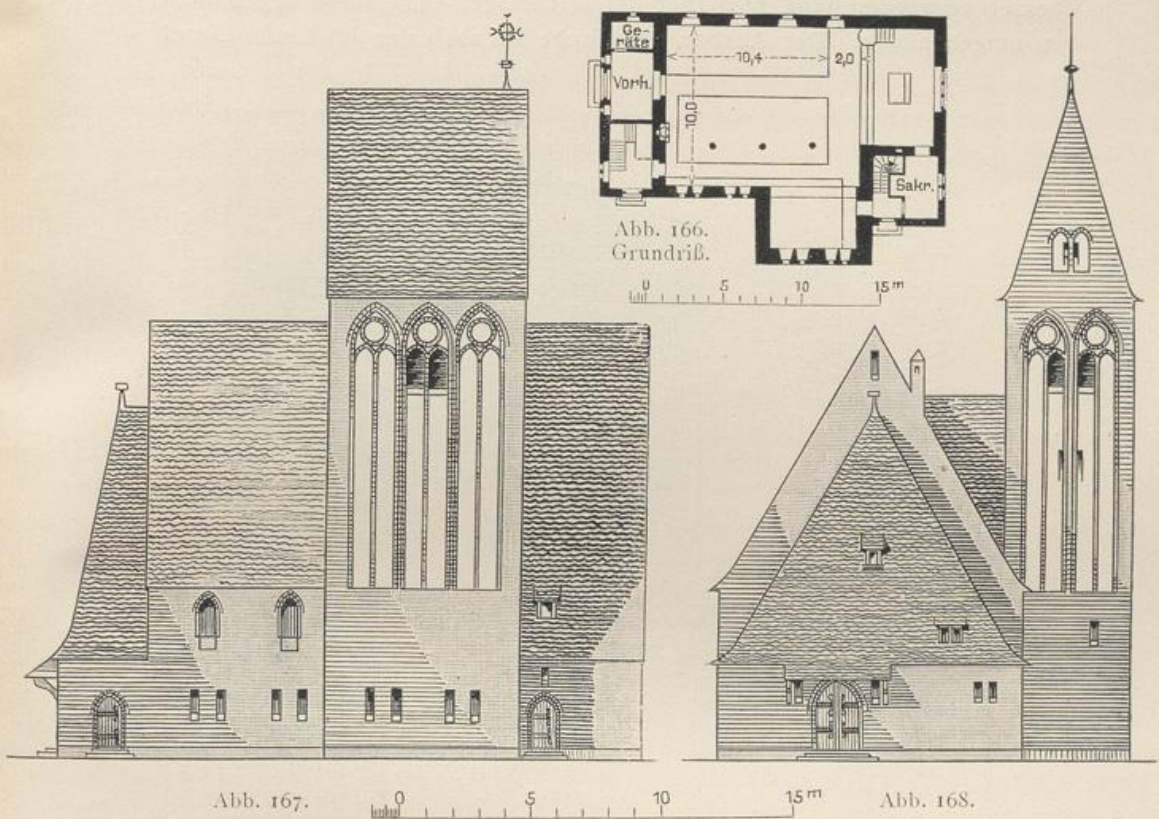 Ge-
räte
Vorh.
10,4
2,0
10,0
Sakr.
Abb. 166.
Grundriß.
0 5 10 15 m
Abb. 167.
0 5 10 15 m
Abb. 168.